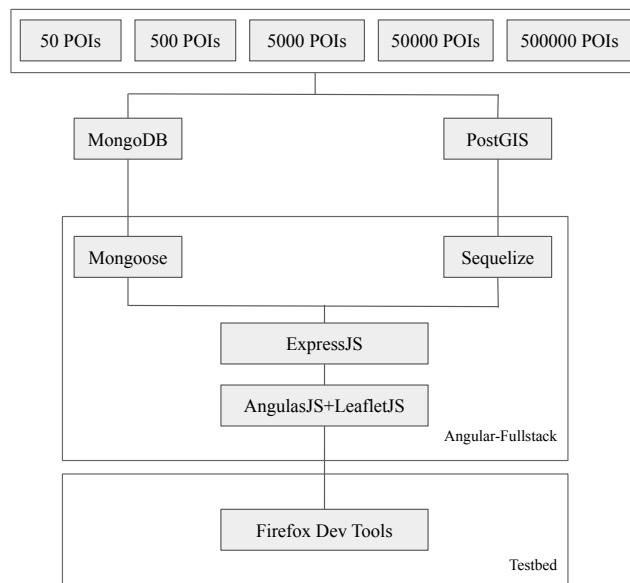 50 POIs
500 POIs
5000 POIs
50000 POIs
500000 POIs
MongoDB
PostGIS
Mongoose
Sequelize
ExpressJS
AngulasJS+LeafletJS
Angular-Fullstack
Firefox Dev Tools
Testbed